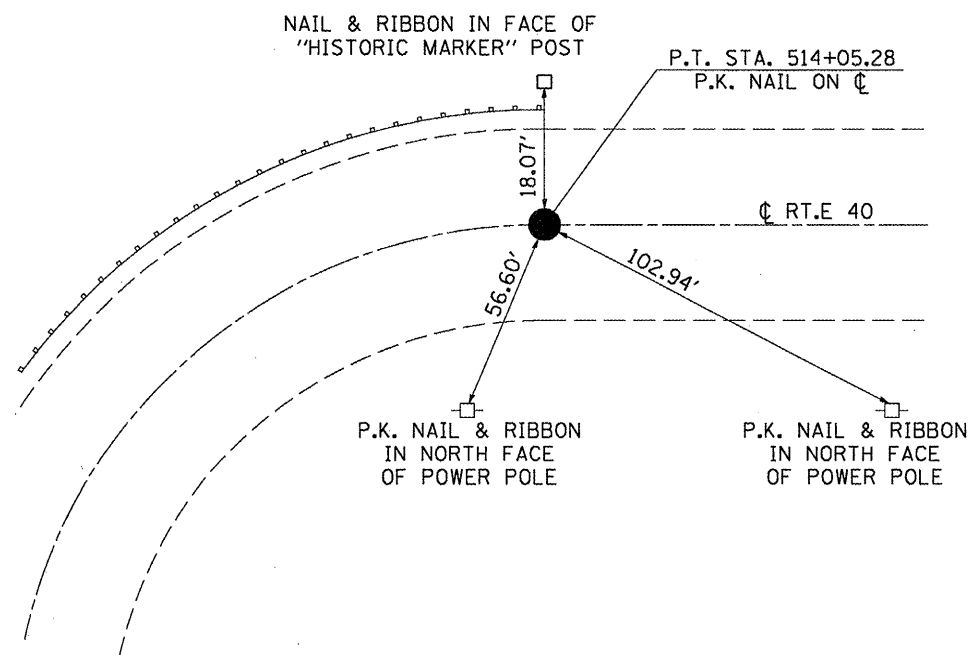 NAIL & RIBBON IN FACE OF
"HISTORIC MARKER" POST
P.T. STA. 514+05.28
P.K. NAIL ON ℄
18.07'
℄ RT.E 40
56.60'
102.94'
P.K. NAIL & RIBBON
IN NORTH FACE
OF POWER POLE
P.K. NAIL & RIBBON
IN NORTH FACE
OF POWER POLE